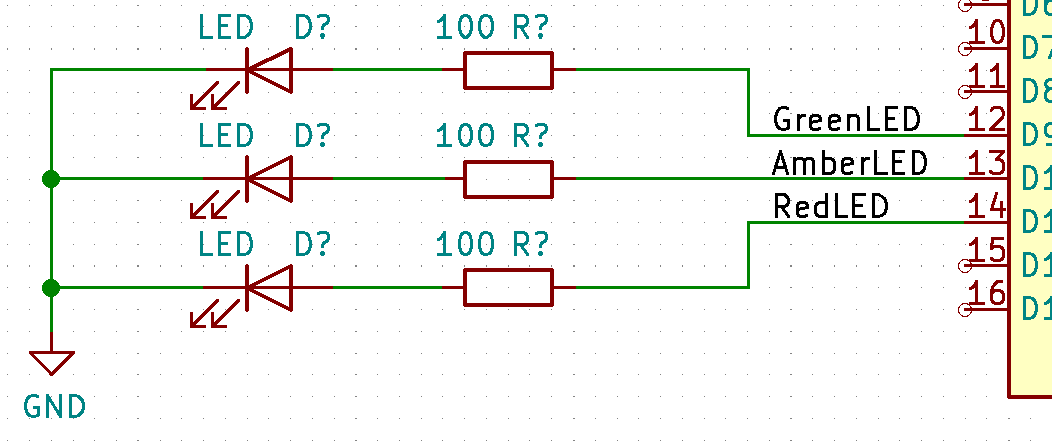 LED D? 100 R?
LED D? 100 R?
LED D? 100 R?
GND
GreenLED
AmberLED
RedLED
10 D7
11 D8
12 D9
13 D1
14 D1
15 D1
16 D1